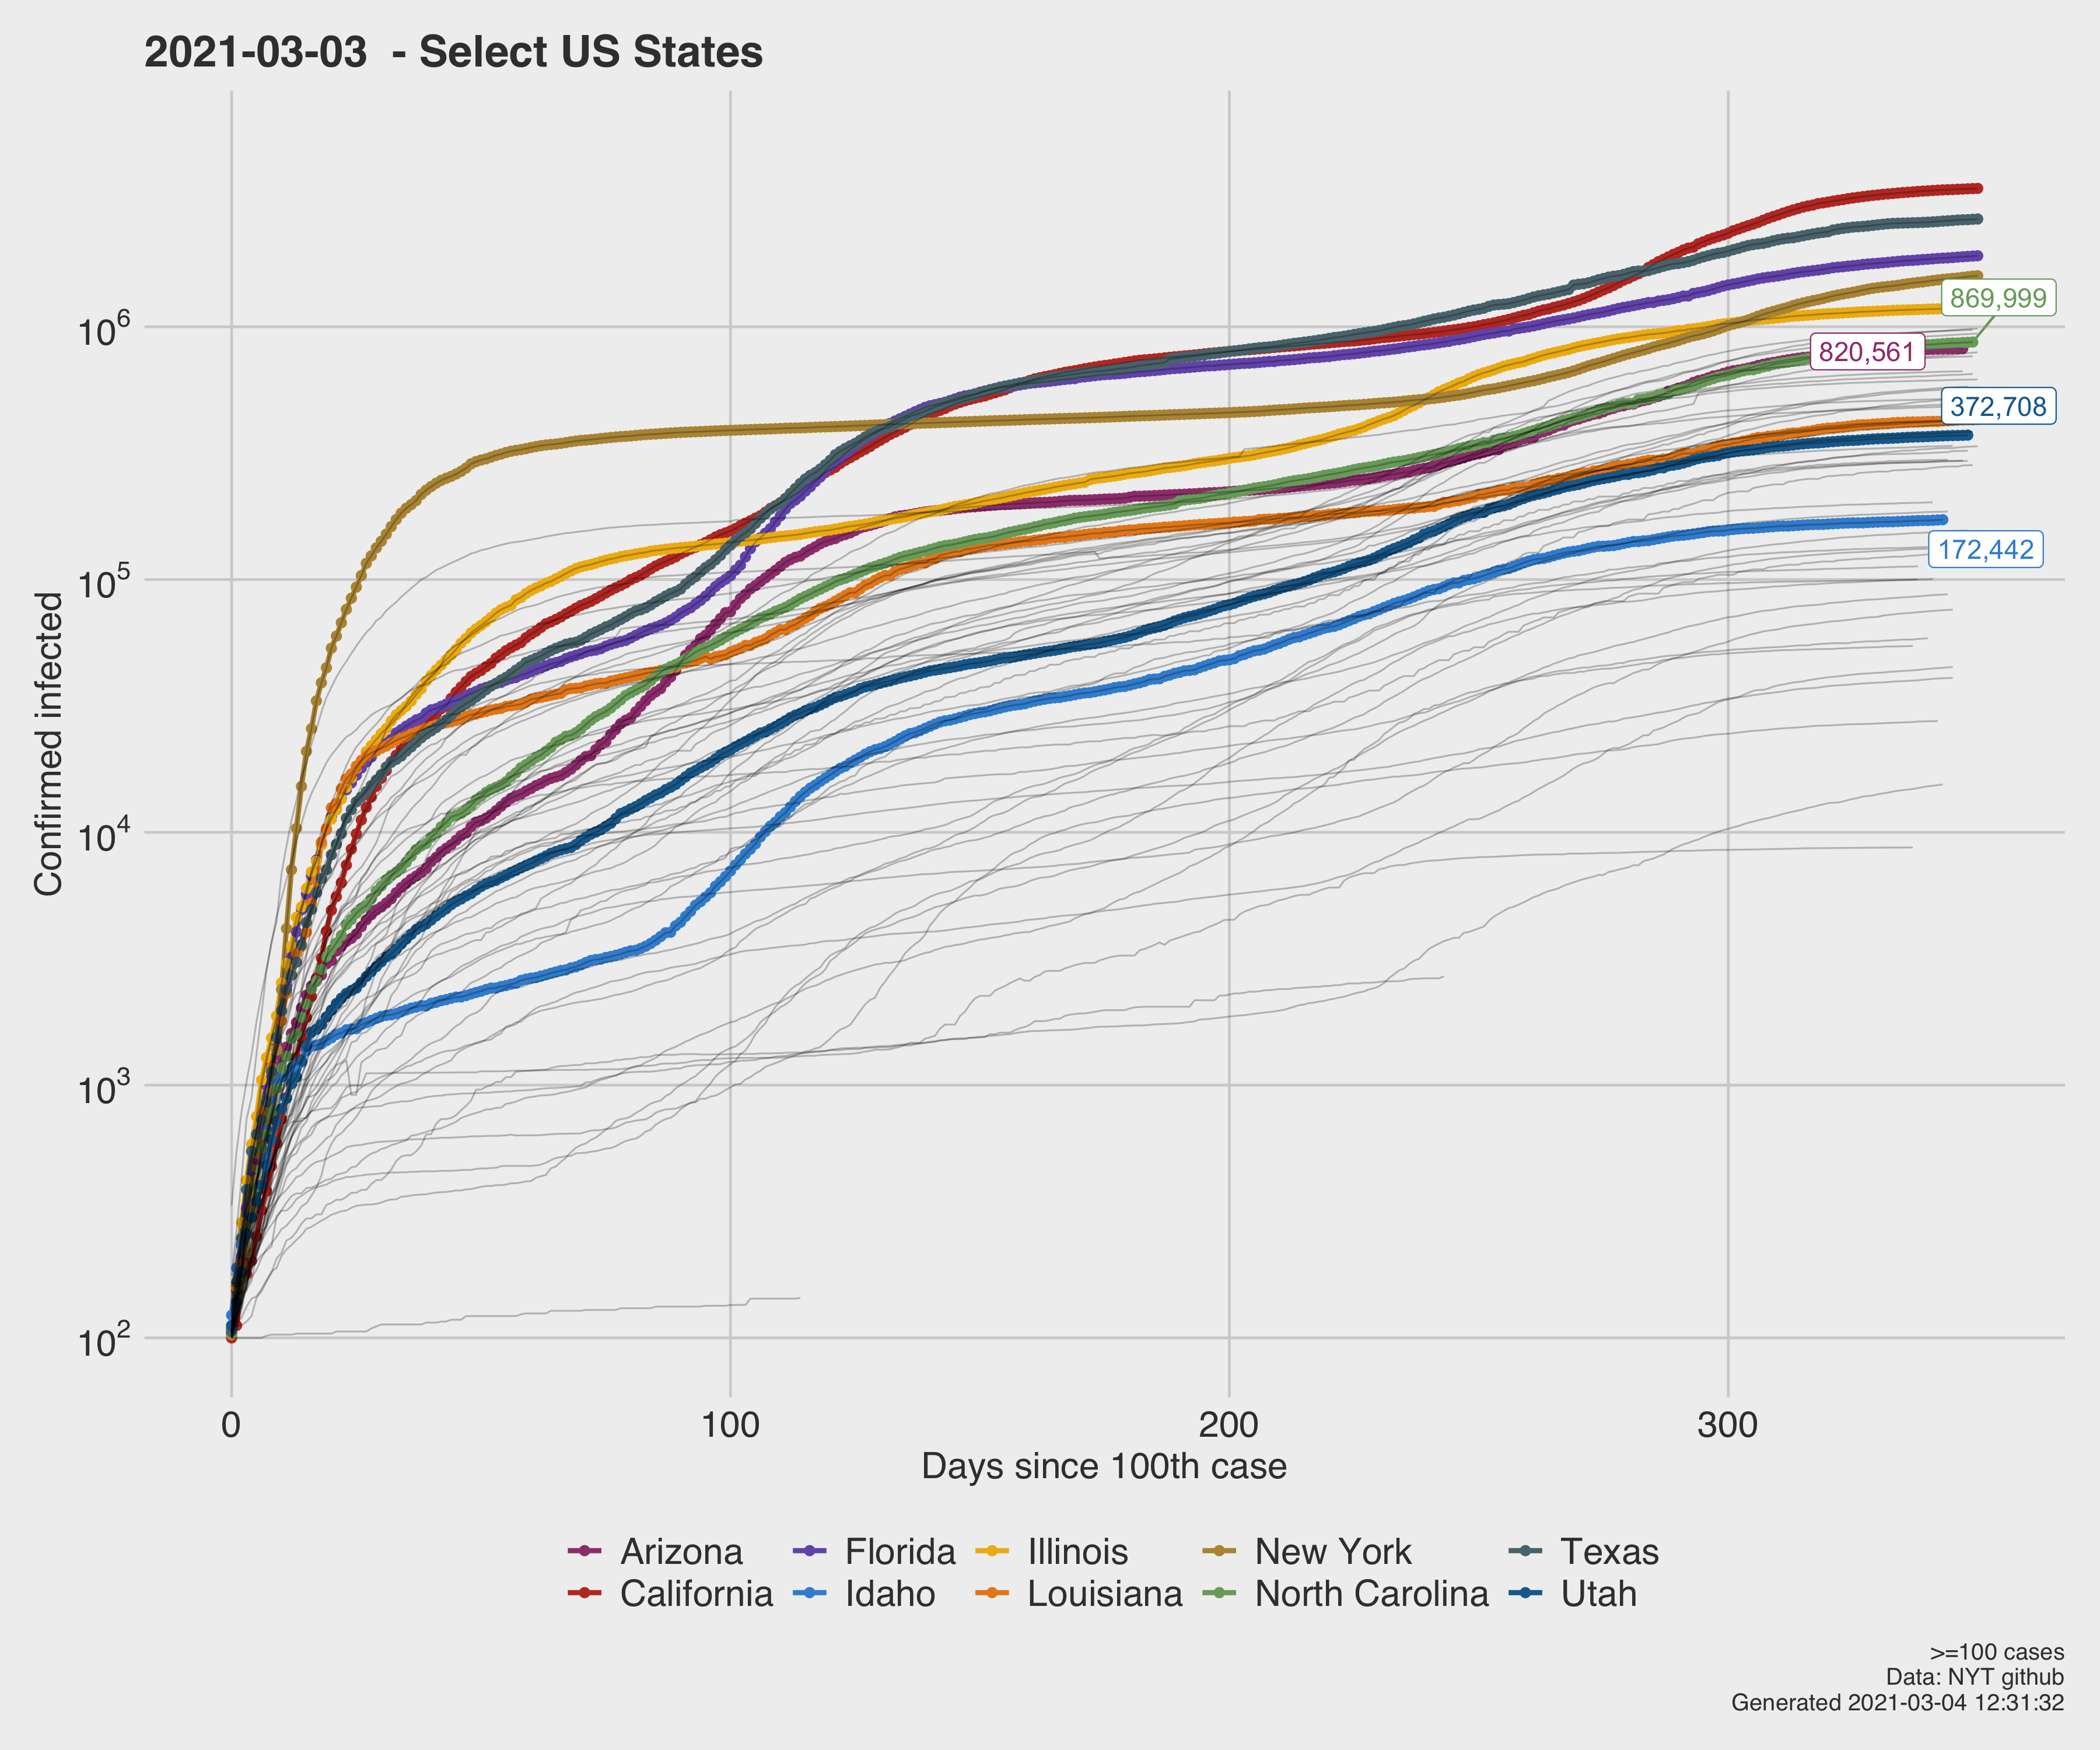 2021-03-03 - Select US States
Confirmed infected
10^6
10^5
10^4
10^3
10^2
869,999
820,561
372,708
172,442
0 100 200 300
Days since 100th case
Arizona Florida Illinois New York Texas
California Idaho Louisiana North Carolina Utah
>=100 cases
Data: NYT github
Generated 2021-03-04 12:31:32